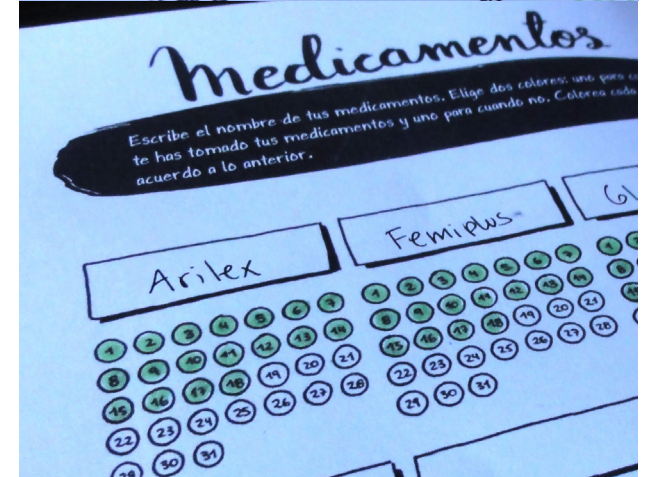 Medicamentos
Escribe el nombre de tus medicamentos. Elige dos colores: uno para
te has tomado tus medicamentos y uno para cuando no. Colorea cada
acuerdo a lo anterior.
Arilex
Femiplus
Gl
1 2 3 4 5 6 7
8 9 10 11 12 13 14
15 16 17 18 19 20 21
22 23 24 25 26 27 28
29 30 31
1 2 3 4 5 6 7
8 9 10 11 12 13 14
15 16 17 18 19 20 21
22 23 24 25 26 27 28
29 30 31
1
8
15